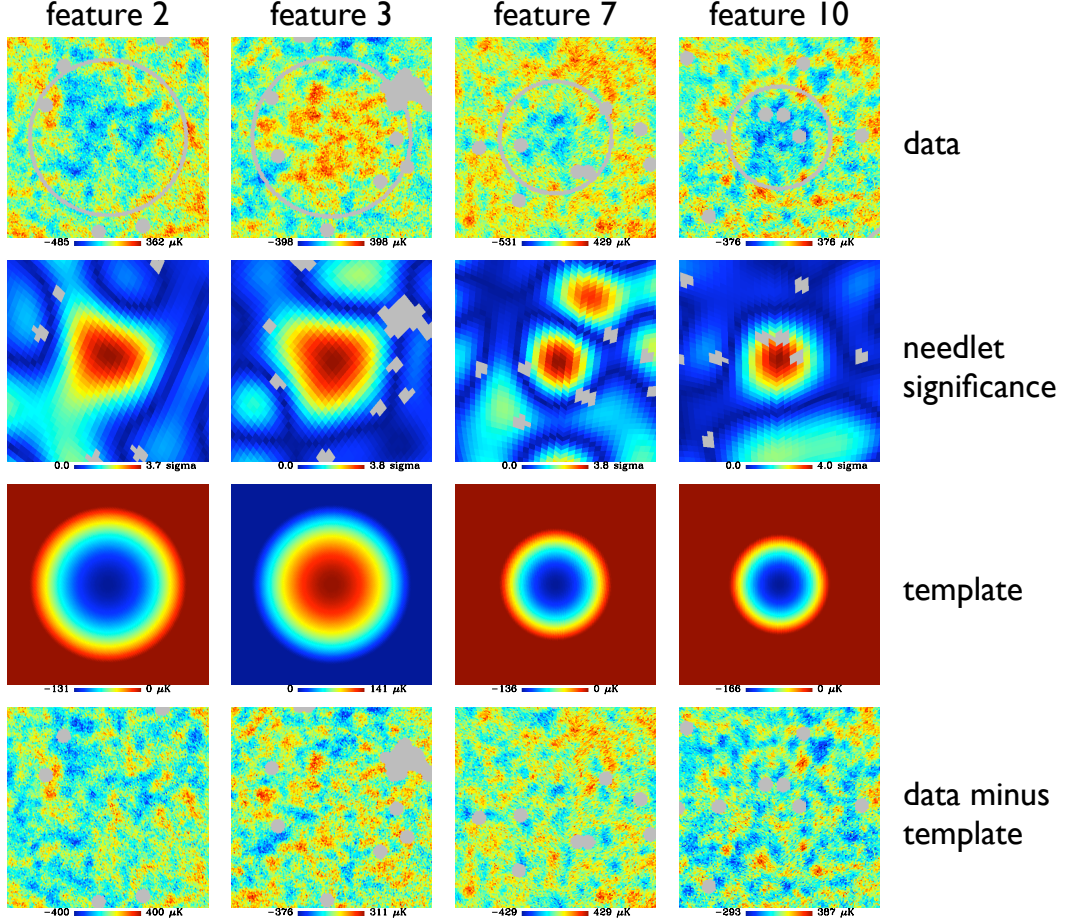 feature 2 feature 3 feature 7 feature 10
data
−485 362 μK −398 398 μK −531 429 μK −376 376 μK
needlet
significance
0.0 3.7 sigma 0.0 3.8 sigma 0.0 3.8 sigma 0.0 4.0 sigma
template
−131 0 μK 0 141 μK −136 0 μK −166 0 μK
data minus
template
−400 400 μK −376 311 μK −429 429 μK −293 387 μK